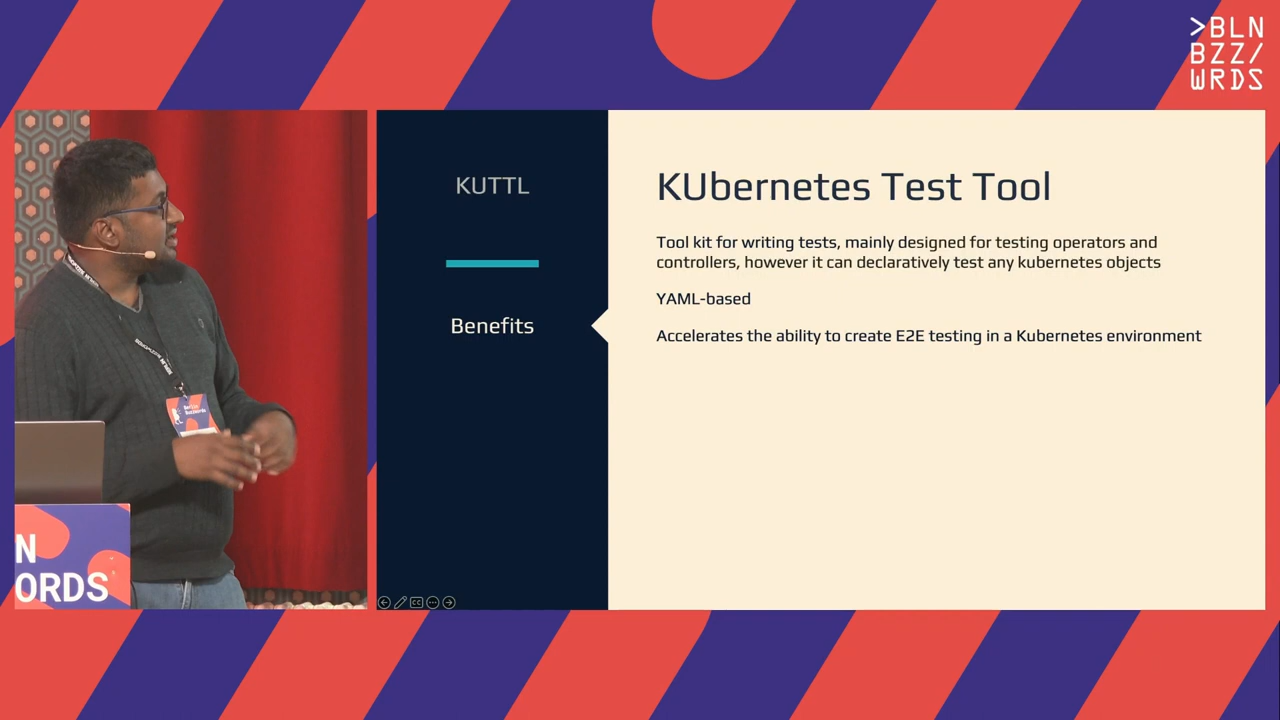 >BLN
BZZ/
WRDS
KUTTL
Benefits
KUbernetes Test Tool
Tool kit for writing tests, mainly designed for testing operators and
controllers, however it can declaratively test any kubernetes objects
YAML-based
Accelerates the ability to create E2E testing in a Kubernetes environment
N
ORDS
CC